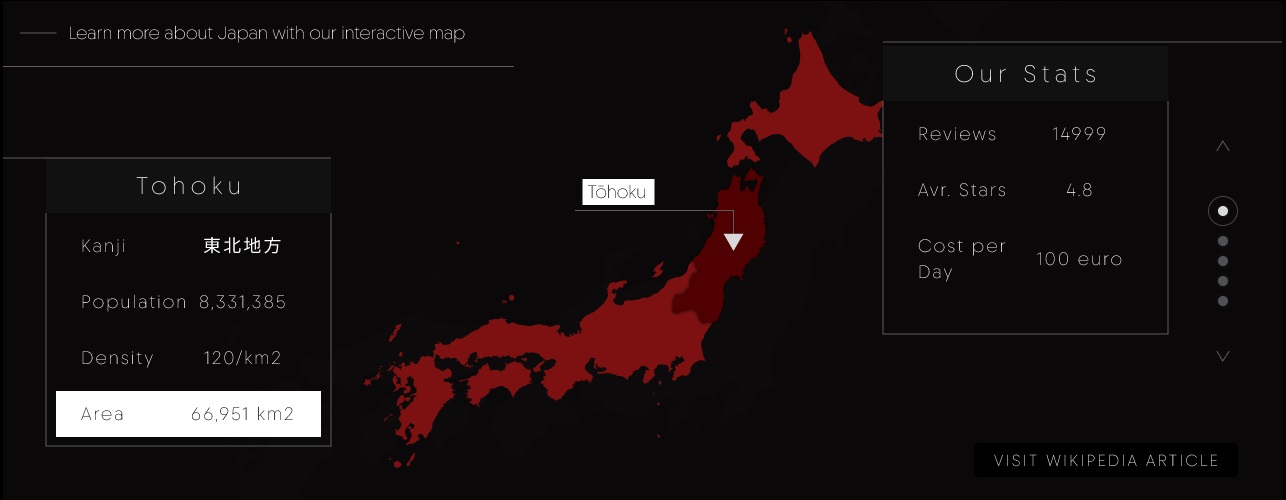 Learn more about Japan with our interactive map
Our Stats
Reviews 14999
Avr. Stars 4.8
Cost per Day 100 euro
Tohoku
Kanji 東北地方
Population 8,331,385
Density 120/km2
Area 66,951 km2
Tōhoku
VISIT WIKIPEDIA ARTICLE